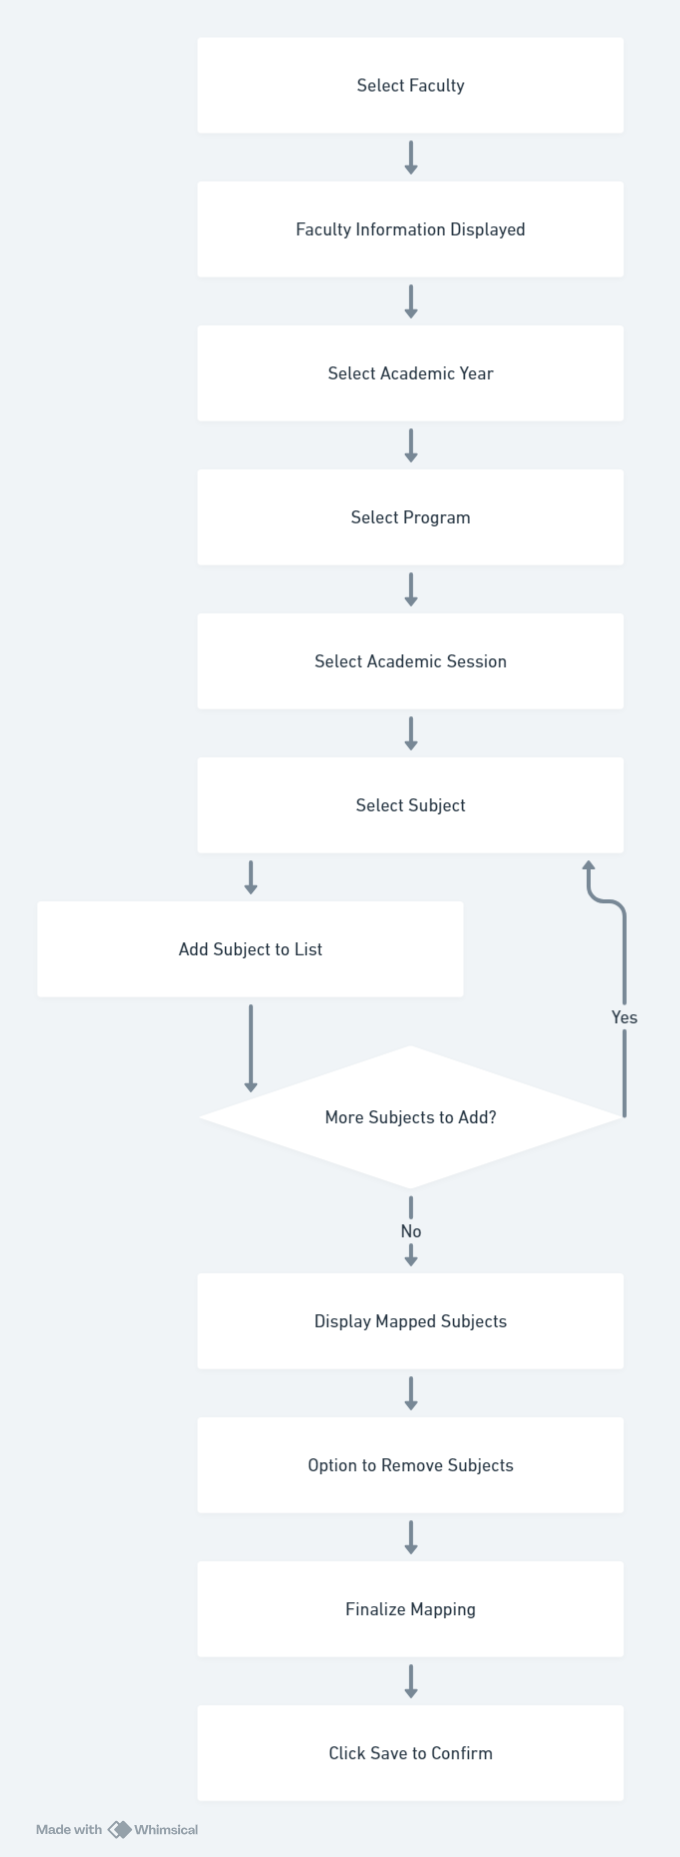 Select Faculty
Faculty Information Displayed
Select Academic Year
Select Program
Select Academic Session
Select Subject
Add Subject to List
Yes
More Subjects to Add?
No
Display Mapped Subjects
Option to Remove Subjects
Finalize Mapping
Click Save to Confirm
Made with Whimsical